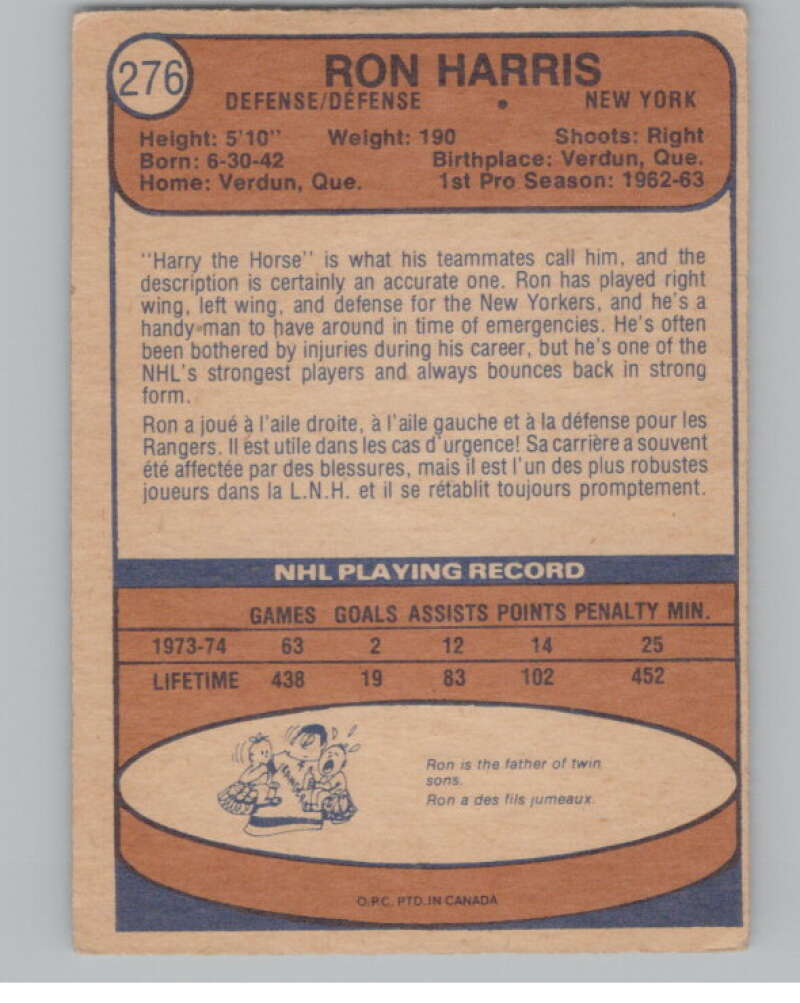 276
RON HARRIS
DEFENSE/DÉFENSE • NEW YORK
Height: 5'10" Weight: 190 Shoots: Right
Born: 6-30-42 Birthplace: Verdun, Que.
Home: Verdun, Que. 1st Pro Season: 1962-63
"Harry the Horse" is what his teammates call him, and the
description is certainly an accurate one. Ron has played right
wing, left wing, and defense for the New Yorkers, and he's a
handy-man to have around in time of emergencies. He's often
been bothered by injuries during his career, but he's one of the
NHL's strongest players and always bounces back in strong
form.
Ron a joué à l'aile droite, à l'aile gauche et à la défense pour les
Rangers. Il est utile dans les cas d'urgence! Sa carrière a souvent
été affectée par des blessures, mais il est l'un des plus robustes
joueurs dans la L.N.H. et il se rétablit toujours promptement.
NHL PLAYING RECORD
GAMES GOALS ASSISTS POINTS PENALTY MIN.
1973-74 63 2 12 14 25
LIFETIME 438 19 83 102 452
Ron is the father of twin
sons.
Ron a des fils jumeaux.
O.P.C. PTD. IN CANADA